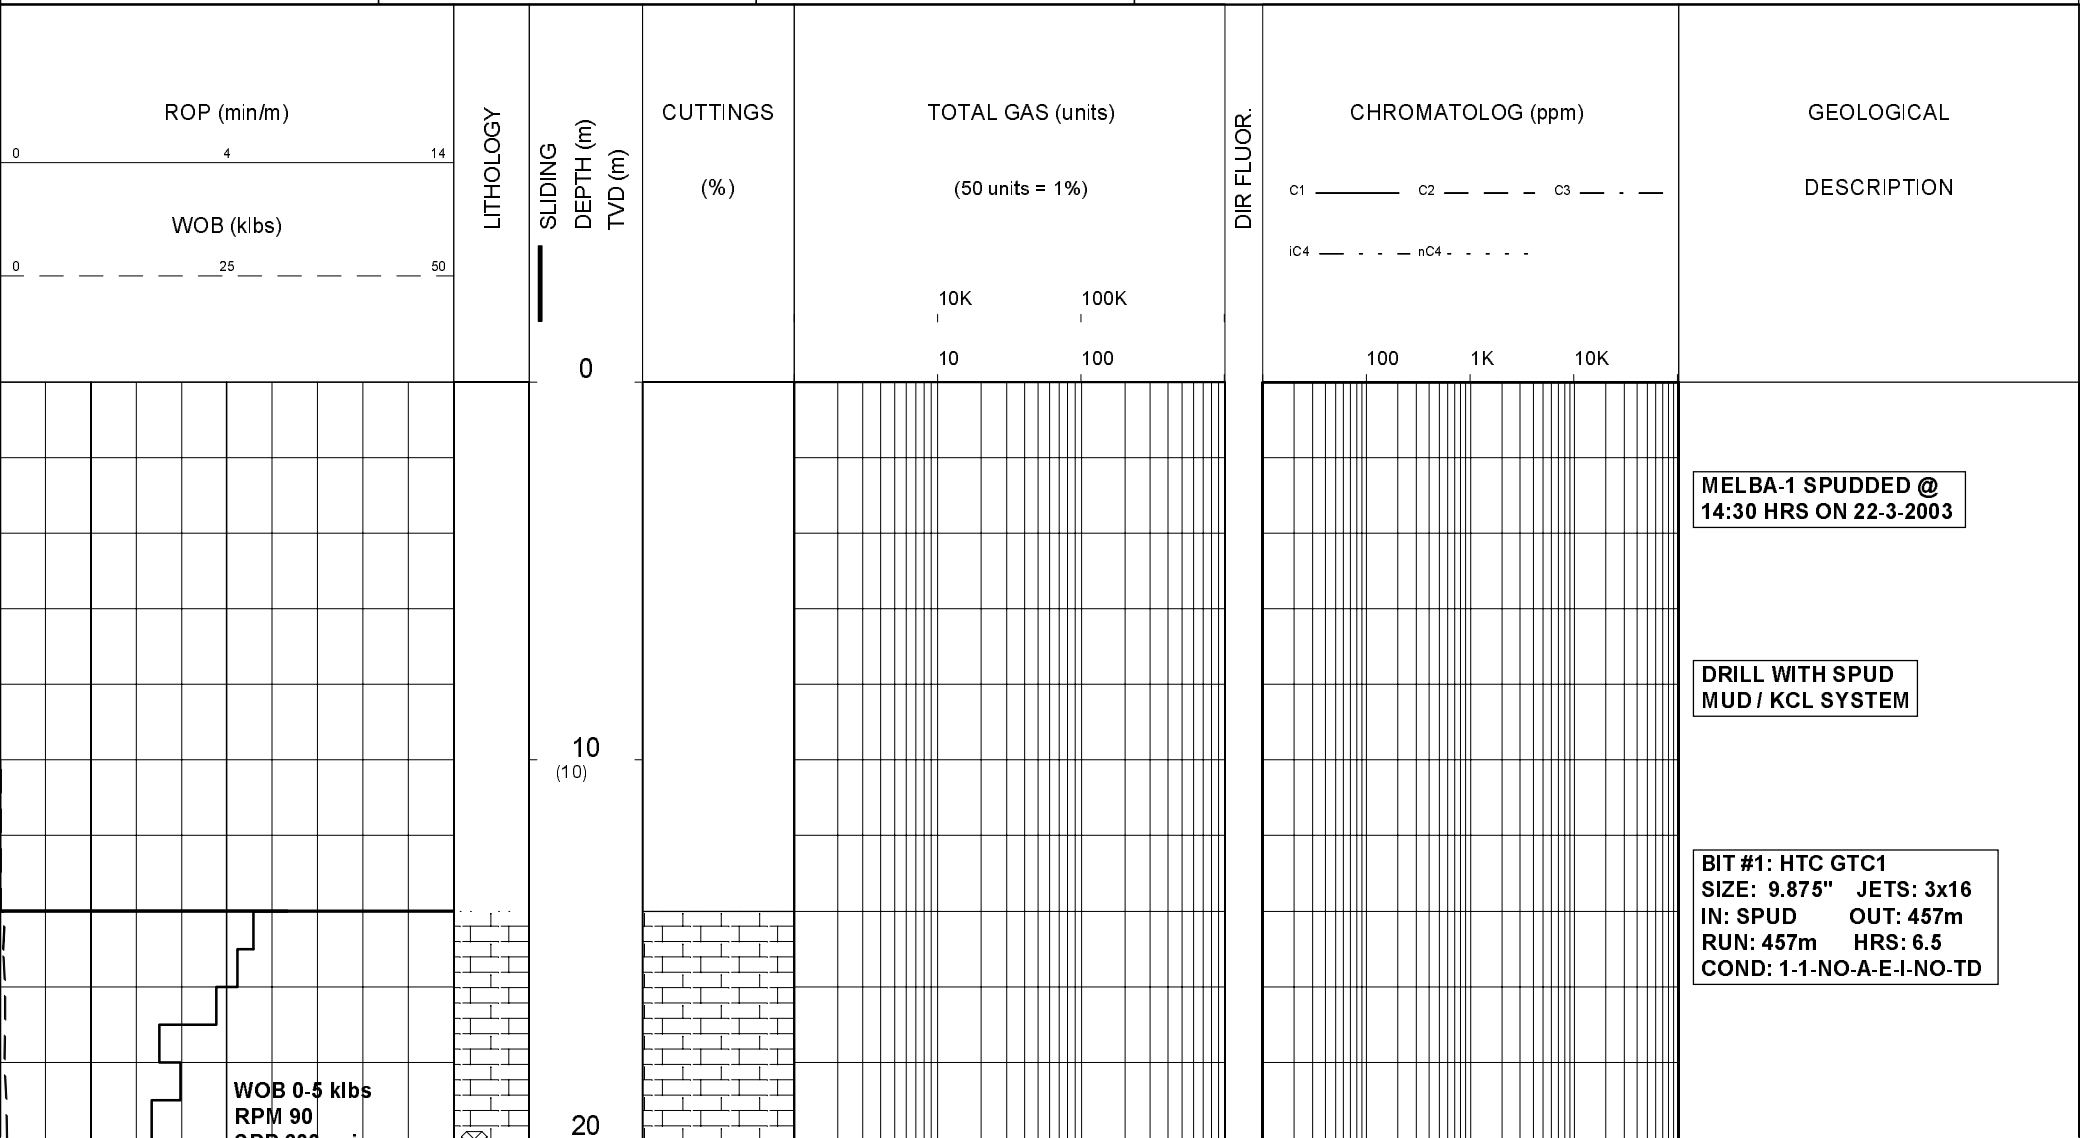 ROP (min/m)
0 4 14
WOB (klbs)
0 25 50
LITHOLOGY
SLIDING
DEPTH (m)
TVD (m)
CUTTINGS
(%)
TOTAL GAS (units)
(50 units = 1%)
10K 100K
10 100
DIR FLUOR.
CHROMATOLOG (ppm)
C1 C2 C3
iC4 nC4
100 1K 10K
GEOLOGICAL
DESCRIPTION
0
MELBA-1 SPUDDED @
14:30 HRS ON 22-3-2003
DRILL WITH SPUD
MUD / KCL SYSTEM
10
(10)
BIT #1: HTC GTC1
SIZE: 9.875" JETS: 3x16
IN: SPUD OUT: 457m
RUN: 457m HRS: 6.5
COND: 1-1-NO-A-E-I-NO-TD
WOB 0-5 klbs
RPM 90
20